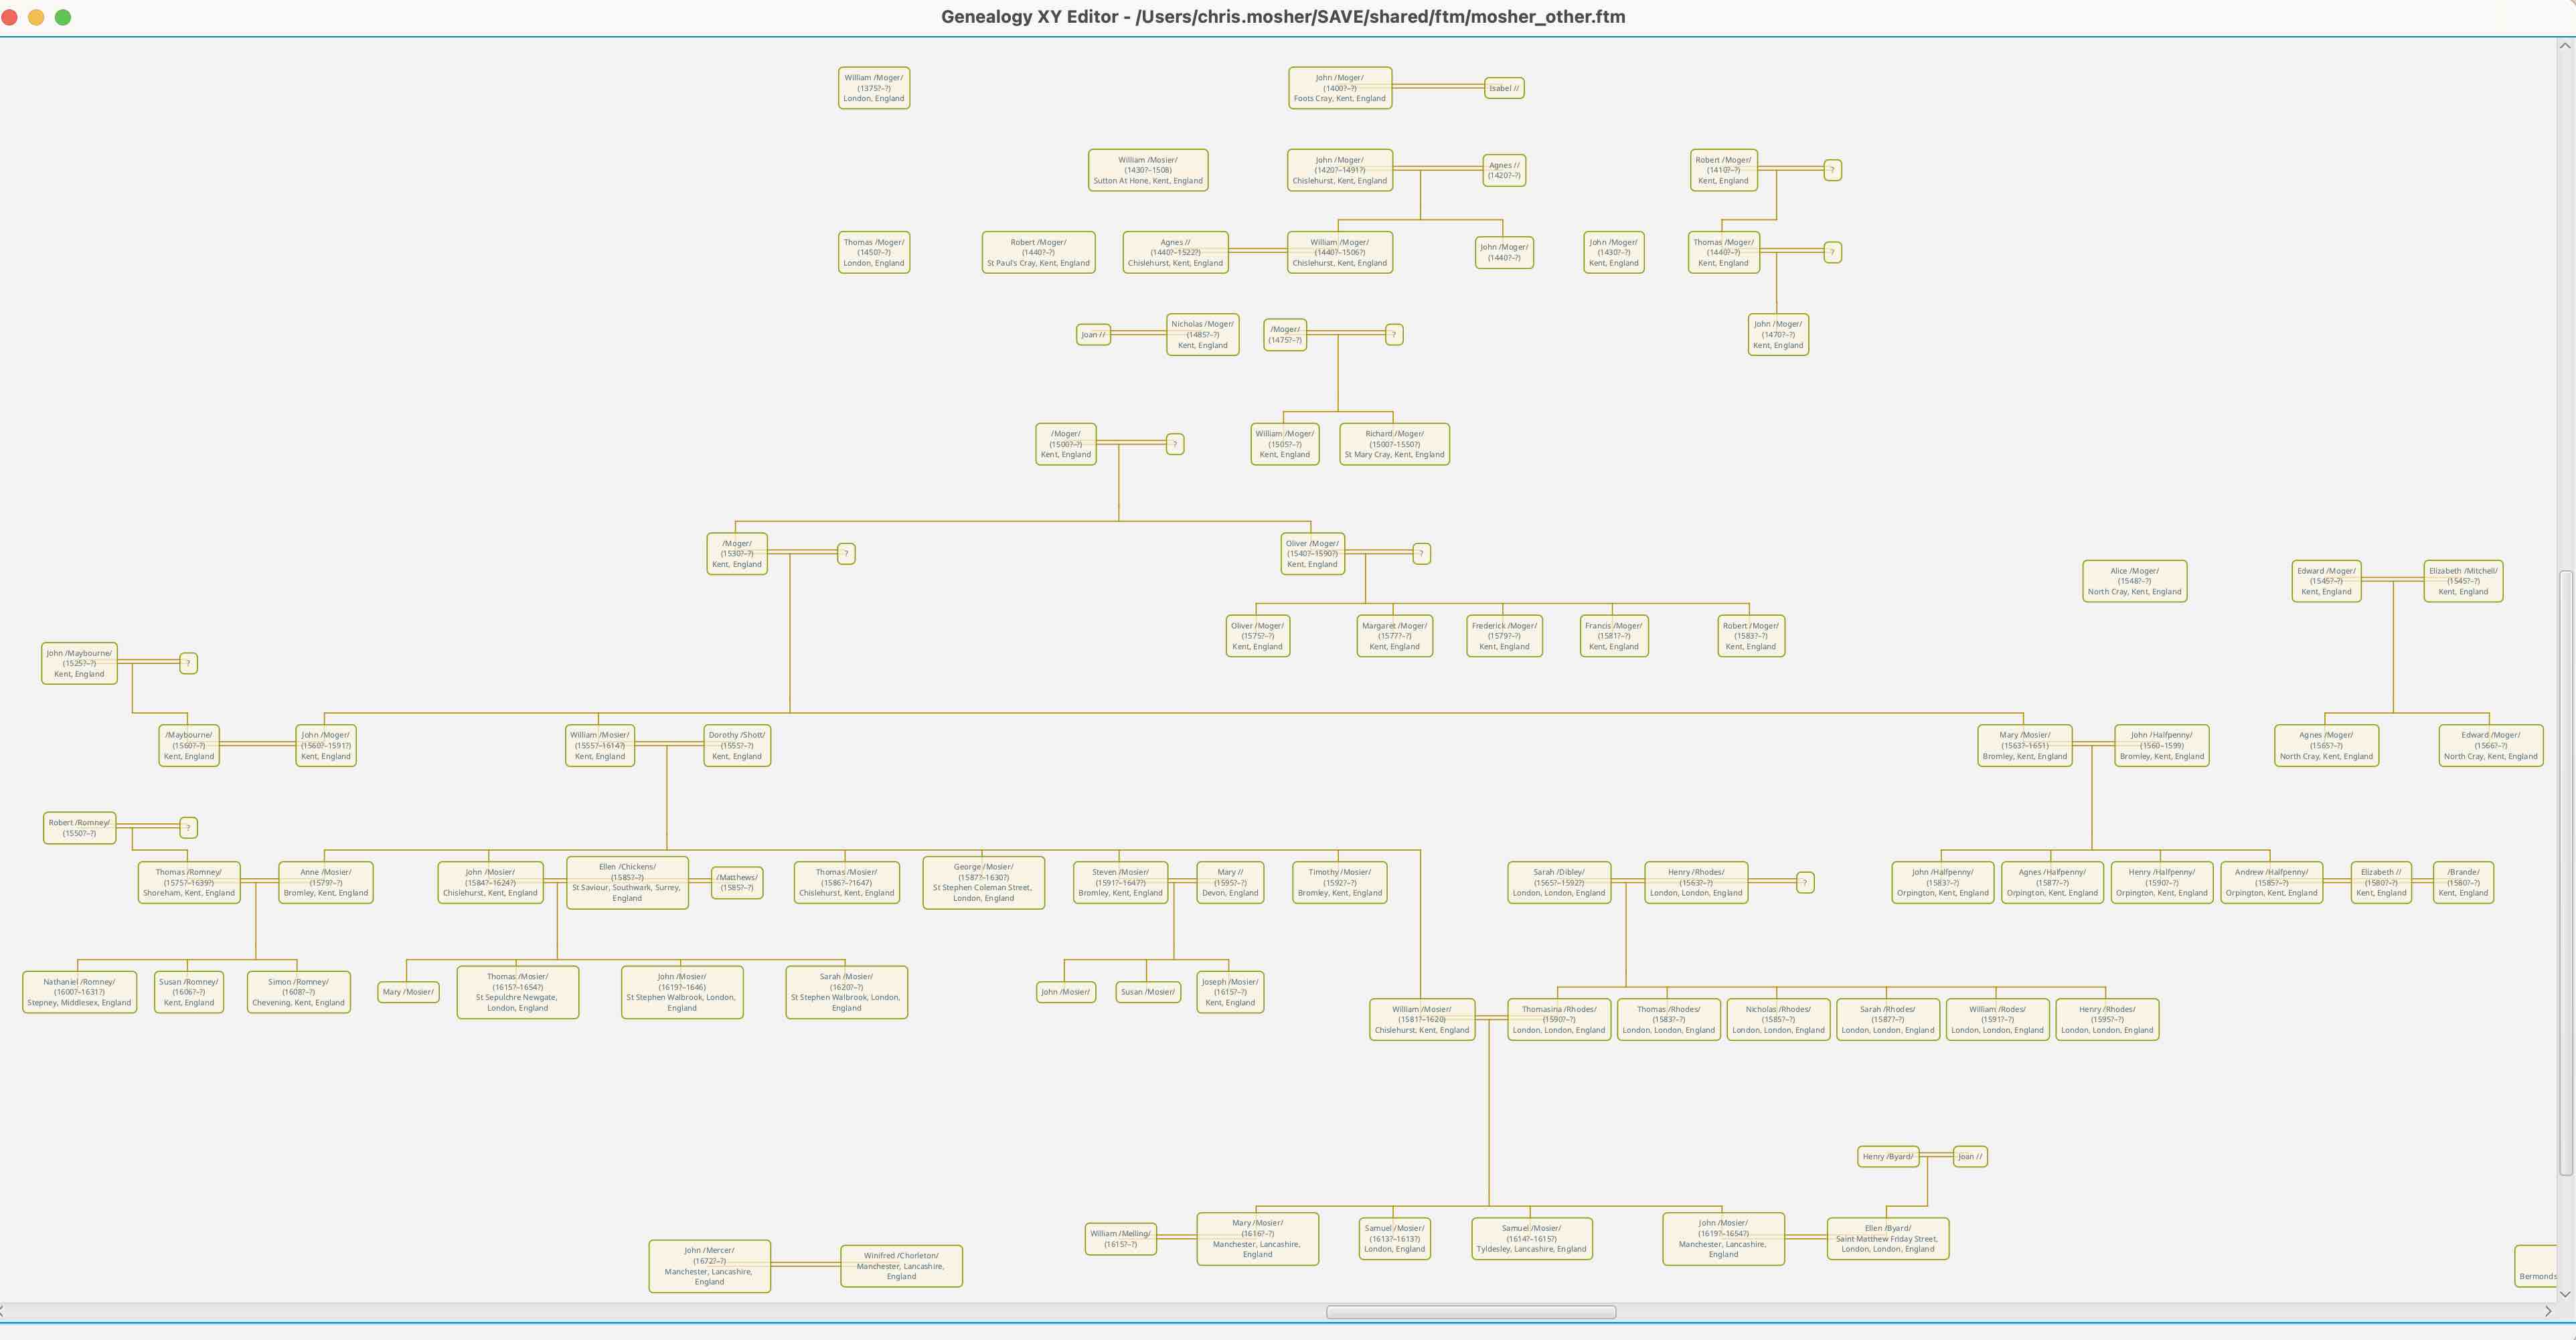 Genealogy XY Editor - /Users/chris.mosher/SAVE/shared/ftm/mosher_other.ftm
William /Moger/
(1375?–?)
London, England
John /Moger/
(1400?–?)
Foots Cray, Kent, England
Isabel //
William /Mosier/
(1430?–1508)
Sutton At Hone, Kent, England
John /Moger/
(1420?–1491?)
Chislehurst, Kent, England
Agnes //
(1420?–?)
Robert /Moger/
(1410?–?)
Kent, England
?
Thomas /Moger/
(1450?–?)
London, England
Robert /Moger/
(1440?–?)
St Paul's Cray, Kent, England
Agnes //
(1440?–1522?)
Chislehurst, Kent, England
William /Moger/
(1440?–1506?)
Chislehurst, Kent, England
John /Moger/
(1440?–?)
John /Moger/
(1430?–?)
Kent, England
Thomas /Moger/
(1440?–?)
Kent, England
?
Joan //
Nicholas /Moger/
(1485?–?)
Kent, England
/Moger/
(1475?–?)
?
John /Moger/
(1470?–?)
Kent, England
/Moger/
(1500?–?)
Kent, England
?
William /Moger/
(1505?–?)
Kent, England
Richard /Moger/
(1500?–1550?)
St Mary Cray, Kent, England
/Moger/
(1530?–?)
Kent, England
?
Oliver /Moger/
(1540?–1590?)
Kent, England
?
Alice /Moger/
(1548?–?)
North Cray, Kent, England
Edward /Moger/
(1545?–?)
Kent, England
Elizabeth /Mitchell/
(1545?–?)
Kent, England
Oliver /Moger/
(1575?–?)
Kent, England
Margaret /Moger/
(1577?–?)
Kent, England
Frederick /Moger/
(1579?–?)
Kent, England
Francis /Moger/
(1581?–?)
Kent, England
Robert /Moger/
(1583?–?)
Kent, England
John /Maybourne/
(1525?–?)
Kent, England
?
/Maybourne/
(1560?–?)
Kent, England
John /Moger/
(1560?–1591?)
Kent, England
William /Mosier/
(1555?–1614?)
Kent, England
Dorothy /Shott/
(1555?–?)
Kent, England
Mary /Mosier/
(1563?–1651)
Bromley, Kent, England
John /Halfpenny/
(1560–1599)
Bromley, Kent, England
Agnes /Moger/
(1565?–?)
North Cray, Kent, England
Edward /Moger/
(1566?–?)
North Cray, Kent, England
Robert /Romney/
(1550?–?)
?
Thomas /Romney/
(1575?–1639?)
Shoreham, Kent, England
Anne /Mosier/
(1579?–?)
Bromley, Kent, England
John /Mosier/
(1584?–1624?)
Chislehurst, Kent, England
Ellen /Chickens/
(1585?–?)
St Saviour, Southwark, Surrey,
England
/Matthews/
(1585?–?)
Thomas /Mosier/
(1586?–?1647)
Chislehurst, Kent, England
George /Mosier/
(1587?–1630?)
St Stephen Coleman Street,
London, England
Steven /Mosier/
(1591?–1647?)
Bromley, Kent, England
Mary //
(1595?–?)
Devon, England
Timothy /Mosier/
(1592?–?)
Bromley, Kent, England
Sarah /Dibley/
(1565?–1592?)
London, London, England
Henry /Rhodes/
(1563?–?)
London, London, England
?
John /Halfpenny/
(1583?–?)
Orpington, Kent, England
Agnes /Halfpenny/
(1587?–?)
Orpington, Kent, England
Henry /Halfpenny/
(1590?–?)
Orpington, Kent, England
Andrew /Halfpenny/
(1585?–?)
Orpington, Kent, England
Elizabeth //
(1580?–?)
Kent, England
/Brande/
(1580?–?)
Kent, England
Nathaniel /Romney/
(1600?–1631?)
Stepney, Middlesex, England
Susan /Romney/
(1606?–?)
Kent, England
Simon /Romney/
(1608?–?)
Chevening, Kent, England
Mary /Mosier/
Thomas /Mosier/
(1615?–1654?)
St Sepulchre Newgate,
London, England
John /Mosier/
(1619?–1646)
St Stephen Walbrook, London,
England
Sarah /Mosier/
(1620?–?)
St Stephen Walbrook, London,
England
John /Mosier/
Susan /Mosier/
Joseph /Mosier/
(1615?–?)
Kent, England
William /Mosier/
(1581?–1620)
Chislehurst, Kent, England
Thomasina /Rhodes/
(1590?–?)
London, London, England
Thomas /Rhodes/
(1583?–?)
London, London, England
Nicholas /Rhodes/
(1585?–?)
London, London, England
Sarah /Rhodes/
(1587?–?)
London, London, England
William /Rodes/
(1591?–?)
London, London, England
Henry /Rhodes/
(1595?–?)
London, London, England
Henry /Byard/
Joan //
William /Meiling/
(1615?–?)
Mary /Mosier/
(1616?–?)
Manchester, Lancashire,
England
Samuel /Mosier/
(1613?–1613?)
London, England
Samuel /Mosier/
(1614?–1615?)
Tyldesley, Lancashire, England
John /Mosier/
(1619?–1654?)
Manchester, Lancashire,
England
Ellen /Byard/
Saint Matthew Friday Street,
London, London, England
John /Mercer/
(1672?–?)
Manchester, Lancashire,
England
Winifred /Chorleton/
Manchester, Lancashire,
England
Bermonds